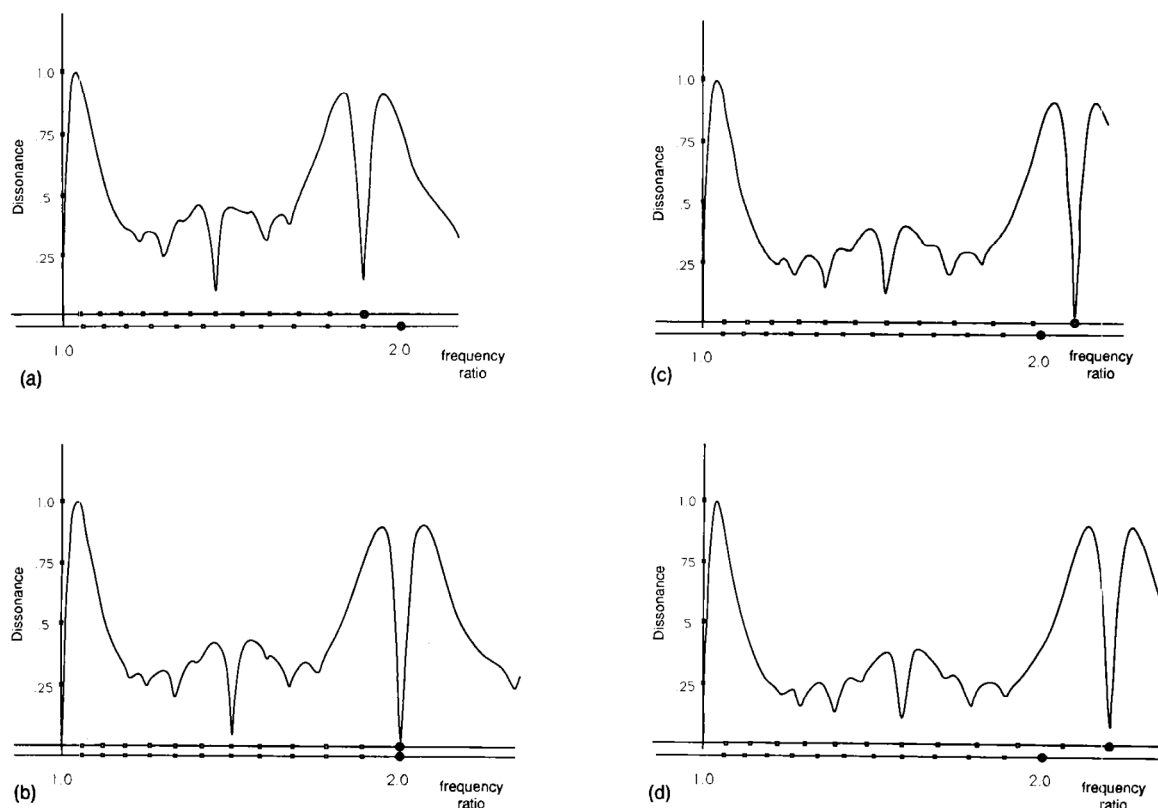 1.0
.75
Dissonance
.5
.25
1.0
2.0
frequency
ratio
(a)
1.0
.75
Dissonance
.5
.25
1.0
2.0
frequency
ratio
(b)
1.0
.75
Dissonance
.5
.25
1.0
2.0
frequency
ratio
(c)
1.0
.75
Dissonance
.5
.25
1.0
2.0
frequency
ratio
(d)